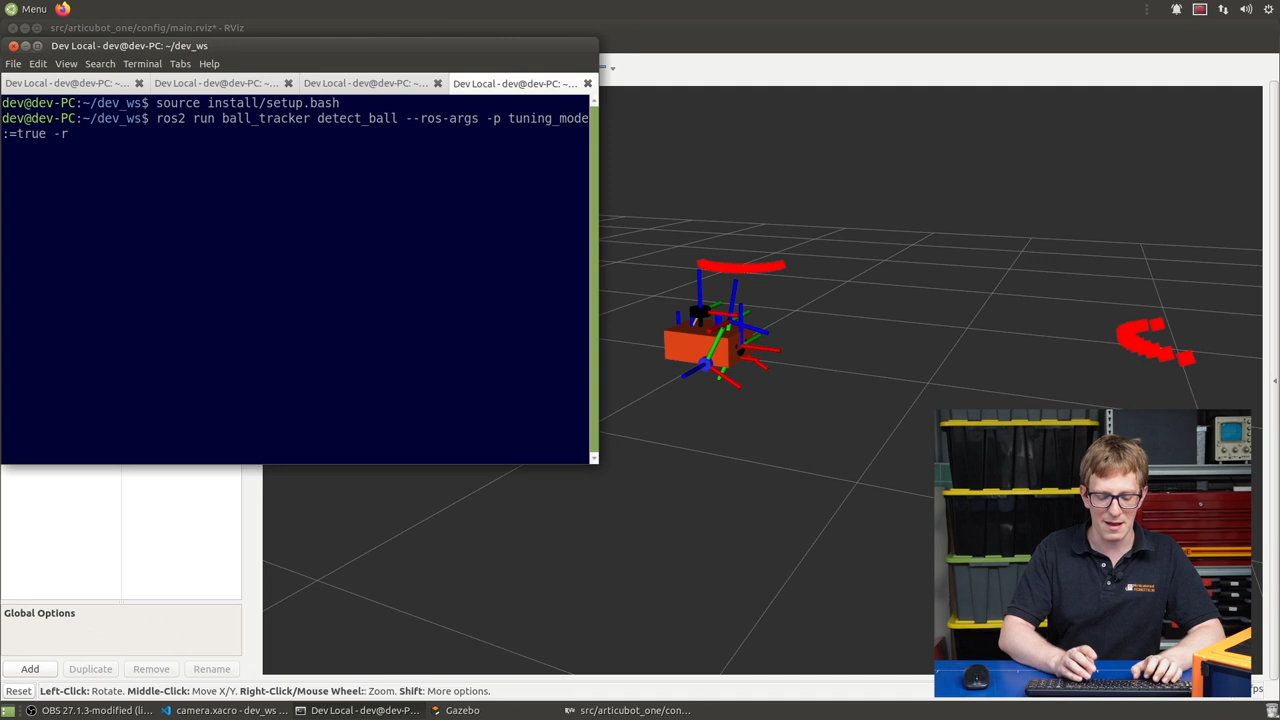 Menu
src/articubot_one/config/main.rviz* - RViz
Dev Local - dev@dev-PC: ~/dev_ws
File Edit View Search Terminal Tabs Help
Dev Local - dev@dev-PC: ~... Dev Local - dev@dev-PC: ~... Dev Local - dev@dev-PC: ~... Dev Local - dev@dev-PC: ~...
dev@dev-PC:~/dev_ws$ source install/setup.bash
dev@dev-PC:~/dev_ws$ ros2 run ball_tracker detect_ball --ros-args -p tuning_mode
:=true -r
Global Options
Add Duplicate Remove Rename
Reset Left-Click: Rotate. Middle-Click: Move X/Y. Right-Click/Mouse Wheel:: Zoom. Shift: More options.
OBS 27.1.3-modified (li... camera.xacro - dev_ws ... Dev Local - dev@dev-P... Gazebo src/articubot_one/con...